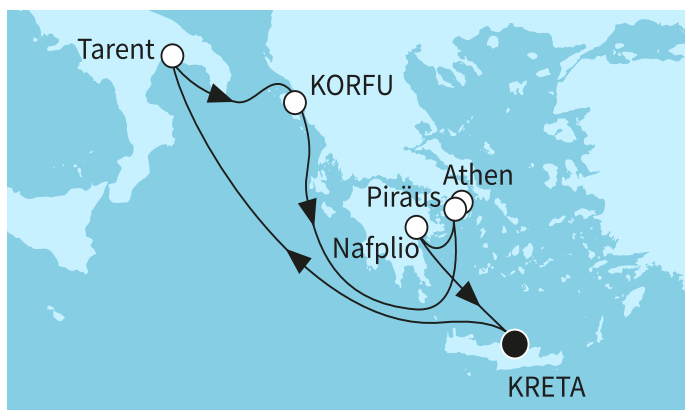 Tarent
KORFU
Athen
Piräus
Nafplio
KRETA